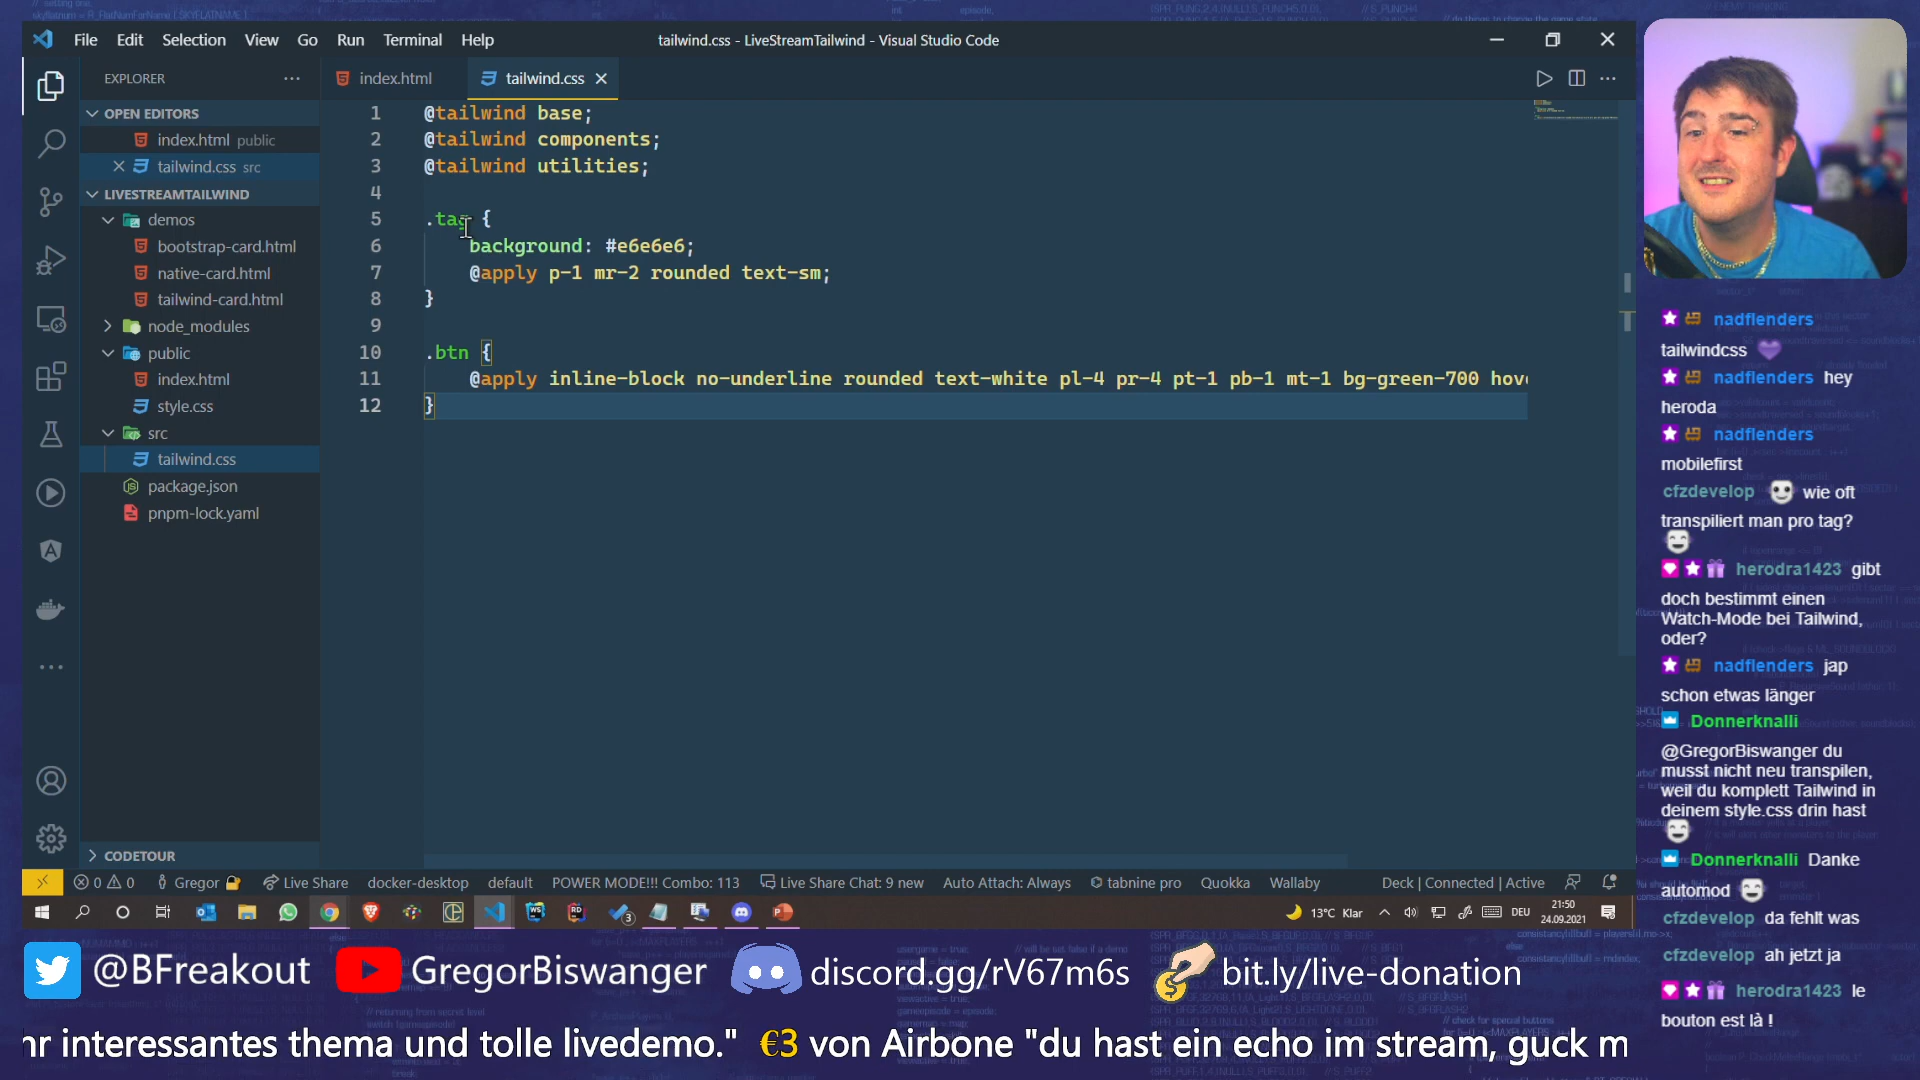 File Edit Selection View Go Run Terminal Help
tailwind.css - LiveStreamTailwind - Visual Studio Code
EXPLORER
OPEN EDITORS
index.html public
tailwind.css src
LIVESTREAMTAILWIND
demos
bootstrap-card.html
native-card.html
tailwind-card.html
node_modules
public
index.html
style.css
src
tailwind.css
package.json
pnpm-lock.yaml
CODETOUR
index.html
tailwind.css
1 @tailwind base;
2 @tailwind components;
3 @tailwind utilities;
4
5 .tag {
6 background: #e6e6e6;
7 @apply p-1 mr-2 rounded text-sm;
8 }
9
10 .btn {
11 @apply inline-block no-underline rounded text-white pl-4 pr-4 pt-1 pb-1 mt-1 bg-green-700 hov
12 }
0 0 Gregor Live Share docker-desktop default POWER MODE!!! Combo: 113 Live Share Chat: 9 new Auto Attach: Always tabnine pro Quokka Wallaby Deck | Connected | Active
3
13°C Klar DEU 21:50
24.09.2021
nadflenders
tailwindcss
nadflenders hey
heroda
nadflenders
mobilefirst
cfzdevelop wie oft
transpiliert man pro tag?
herodra1423 gibt
doch bestimmt einen
Watch-Mode bei Tailwind,
oder?
nadflenders jap
schon etwas länger
Donnerknalli
@GregorBiswanger du
musst nicht neu transpilen,
weil du komplett Tailwind in
deinem style.css drin hast
Donnerknalli Danke
automod
cfzdevelop da fehlt was
cfzdevelop ah jetzt ja
herodra1423 le
bouton est là !
@BFreakout GregorBiswanger discord.gg/rV67m6s bit.ly/live-donation
hr interessantes thema und tolle livedemo." €3 von Airbone "du hast ein echo im stream, guck m